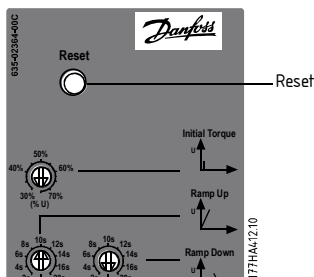 635-02364-00C
Danfoss
Reset
Reset
Initial Torque
U
50%
40% 60%
30% 70%
(% U)
Ramp Up
U
10s 10s
8s 12s 8s 12s
6s 14s 6s 14s
4s 16s 4s 16s
Ramp Down
U
177HA412.10